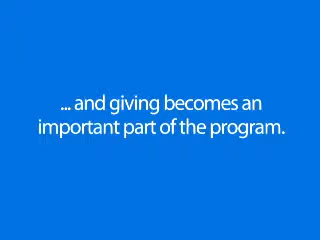 ... and giving becomes an
important part of the program.